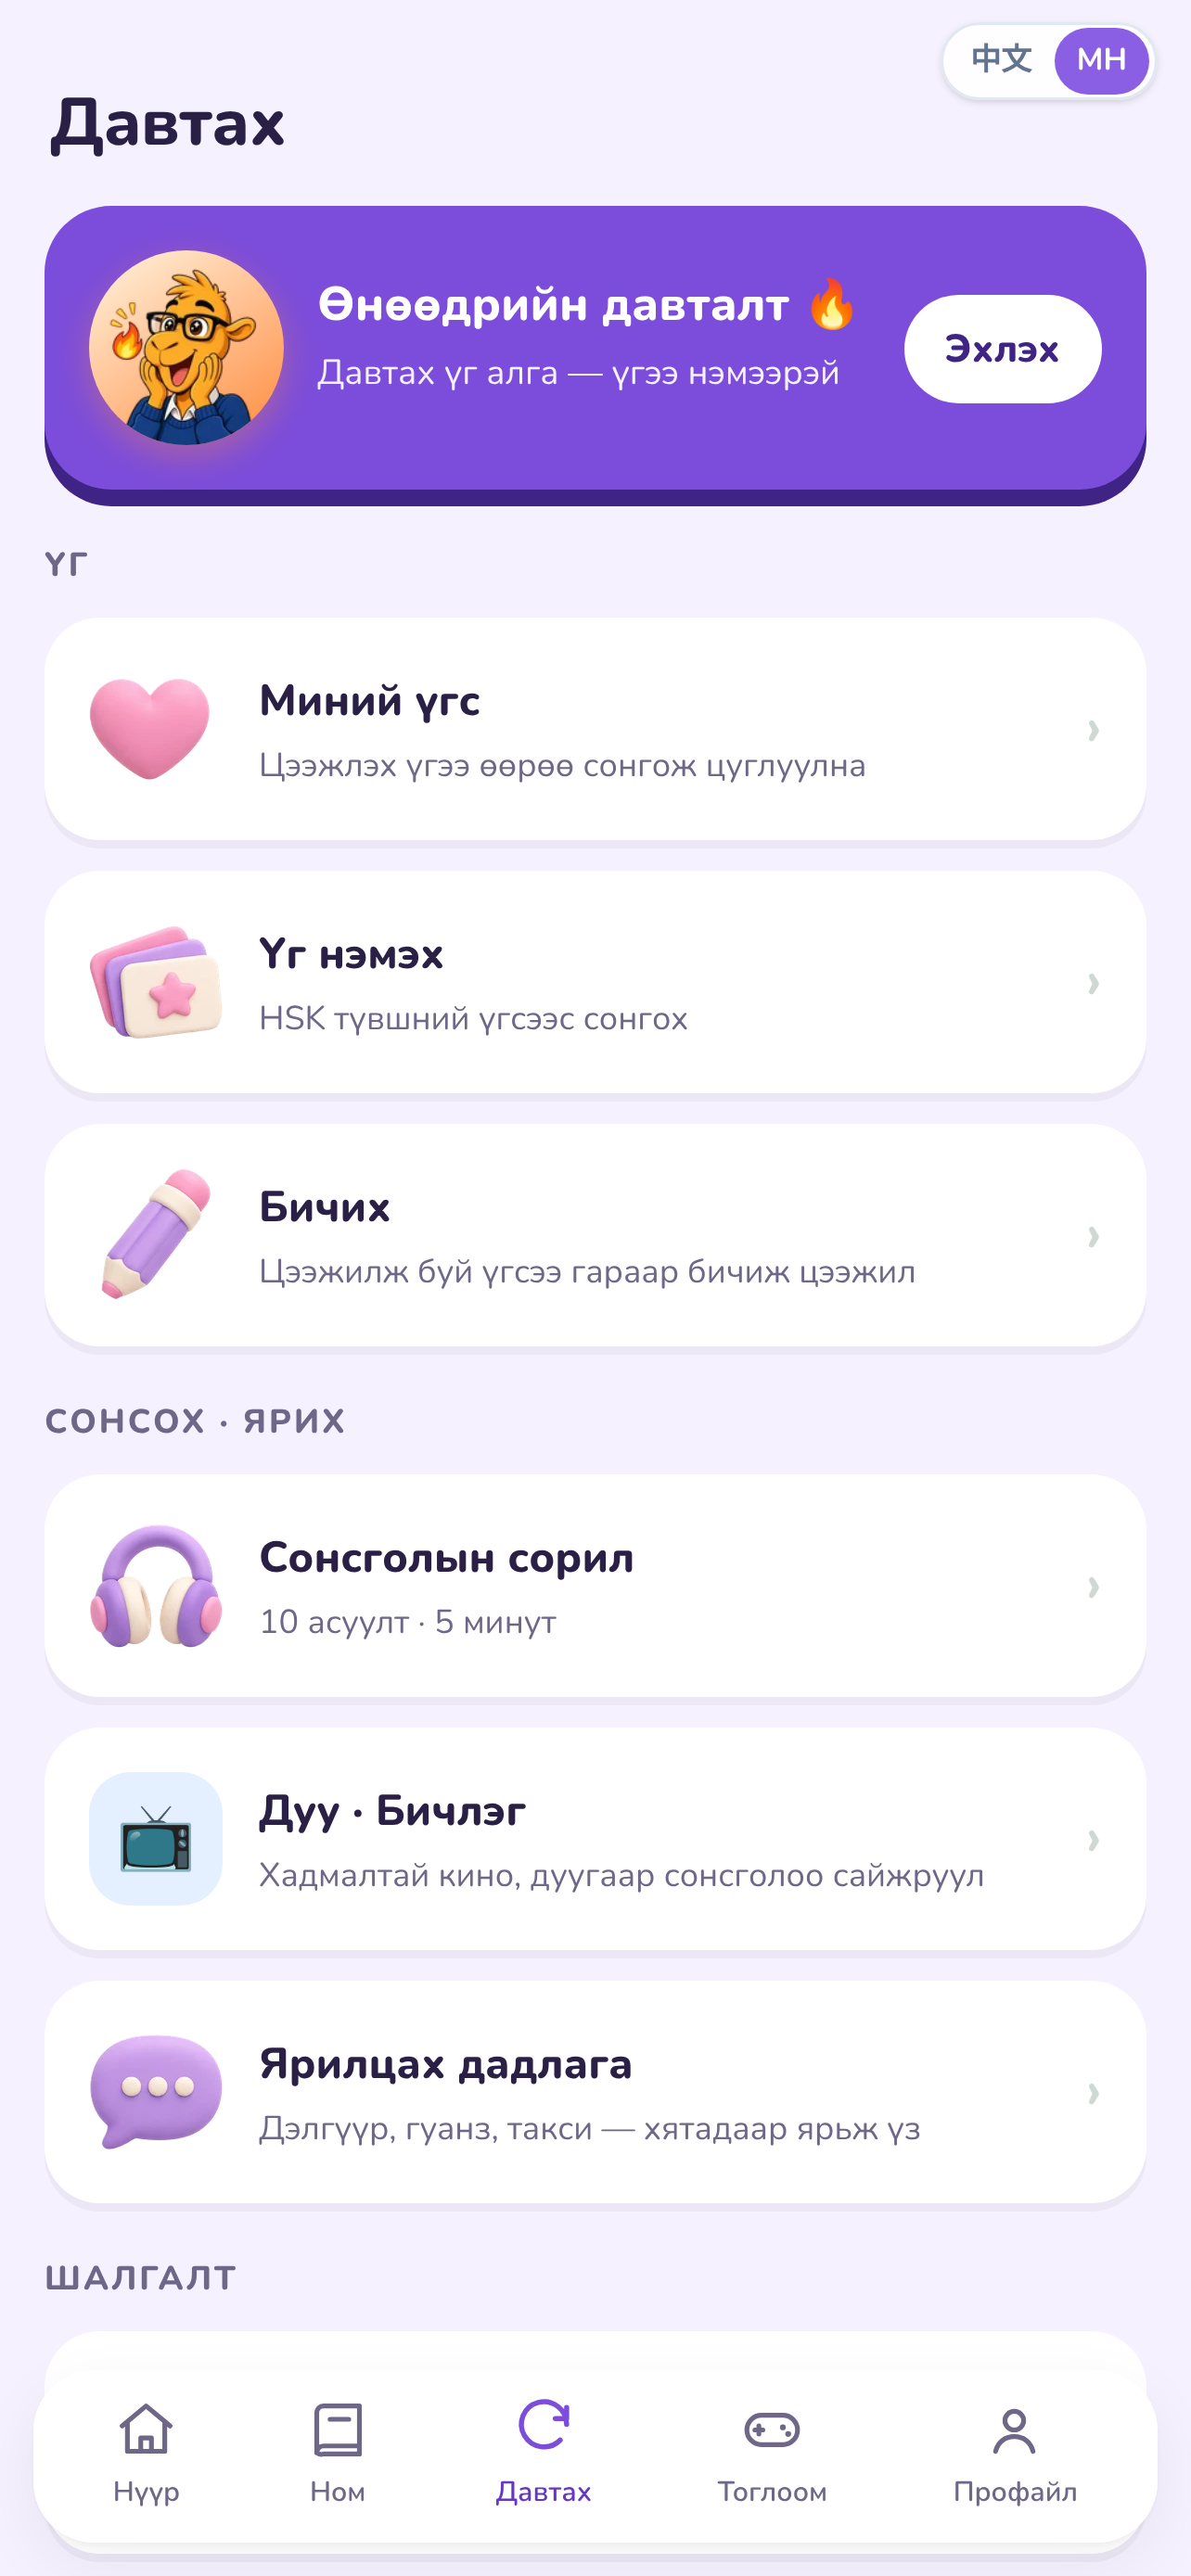 中文 МН
Давтах
Өнөөдрийн давталт 🔥
Давтах үг алга — үгээ нэмээрэй
Эхлэх
ҮГ
Миний үгс
Цээжлэх үгээ өөрөө сонгож цуглуулна
Үг нэмэх
HSK түвшний үгсээс сонгох
Бичих
Цээжилж буй үгсээ гараар бичиж цээжил
СОНСОХ · ЯРИХ
Сонсголын сорил
10 асуулт · 5 минут
Дуу · Бичлэг
Хадмалтай кино, дуугаар сонсголоо сайжруул
Ярилцах дадлага
Дэлгүүр, гуанз, такси — хятадаар ярьж үз
ШАЛГАЛТ
Нүүр Ном Давтах Тоглоом Профайл